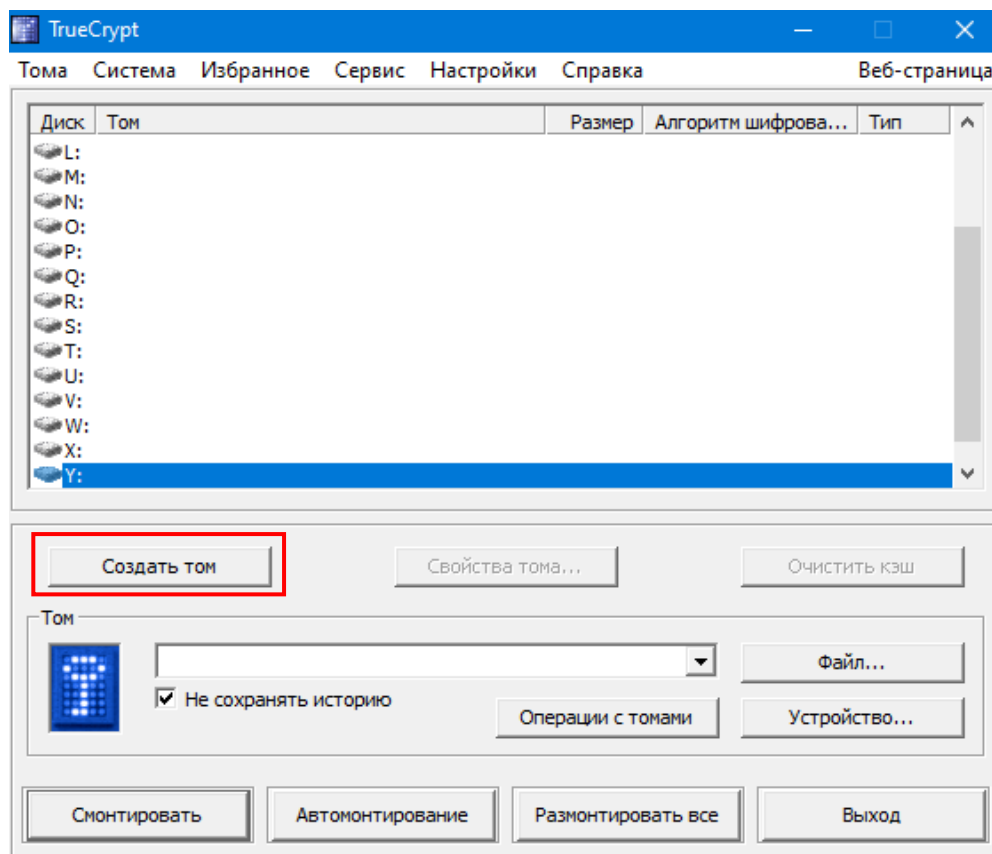 TrueCrypt
Тома Система Избранное Сервис Настройки Справка Веб-страница
Диск Том Размер Алгоритм шифрова... Тип
L:
M:
N:
O:
P:
Q:
R:
S:
T:
U:
V:
W:
X:
Y:
Создать том Свойства тома... Очистить кэш
Том
Файл...
Не сохранять историю
Операции с томами Устройство...
Смонтировать Автомонтирование Размонтировать все Выход